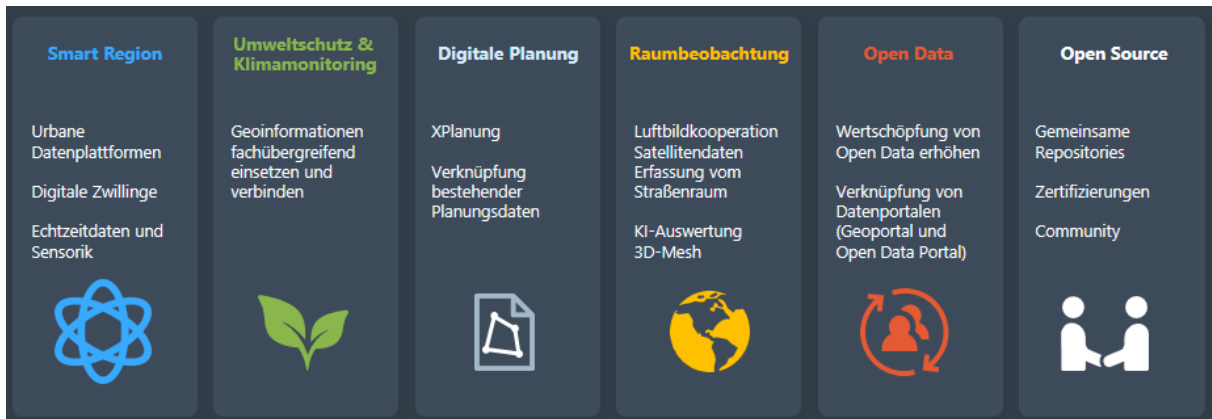 Smart Region
Urbane
Datenplattformen
Digitale Zwillinge
Echtzeitdaten und
Sensorik
Umweltschutz &
Klimamonitoring
Geoinformationen
fachübergreifend
einsetzen und
verbinden
Digitale Planung
XPlanung
Verknüpfung
bestehender
Planungsdaten
Raumbeobachtung
Luftbildkooperation
Satellitendaten
Erfassung vom
Straßenraum
KI-Auswertung
3D-Mesh
Open Data
Wertschöpfung von
Open Data erhöhen
Verknüpfung von
Datenportalen
(Geoportal und
Open Data Portal)
Open Source
Gemeinsame
Repositories
Zertifizierungen
Community